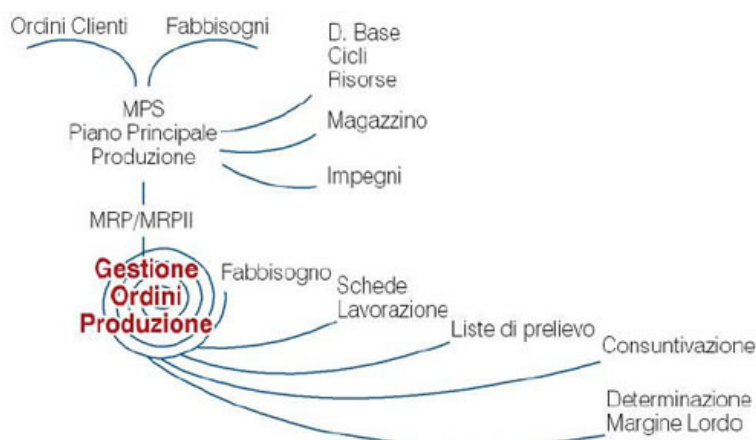 Ordini Clienti
Fabbisogni
D. Base
Cicli
Risorse
MPS
Piano Principale
Produzione
Magazzino
Impegni
MRP/MRPII
Gestione
Ordini
Produzione
Fabbisogno
Schede
Lavorazione
Liste di prelievo
Consuntivazione
Determinazione
Margine Lordo